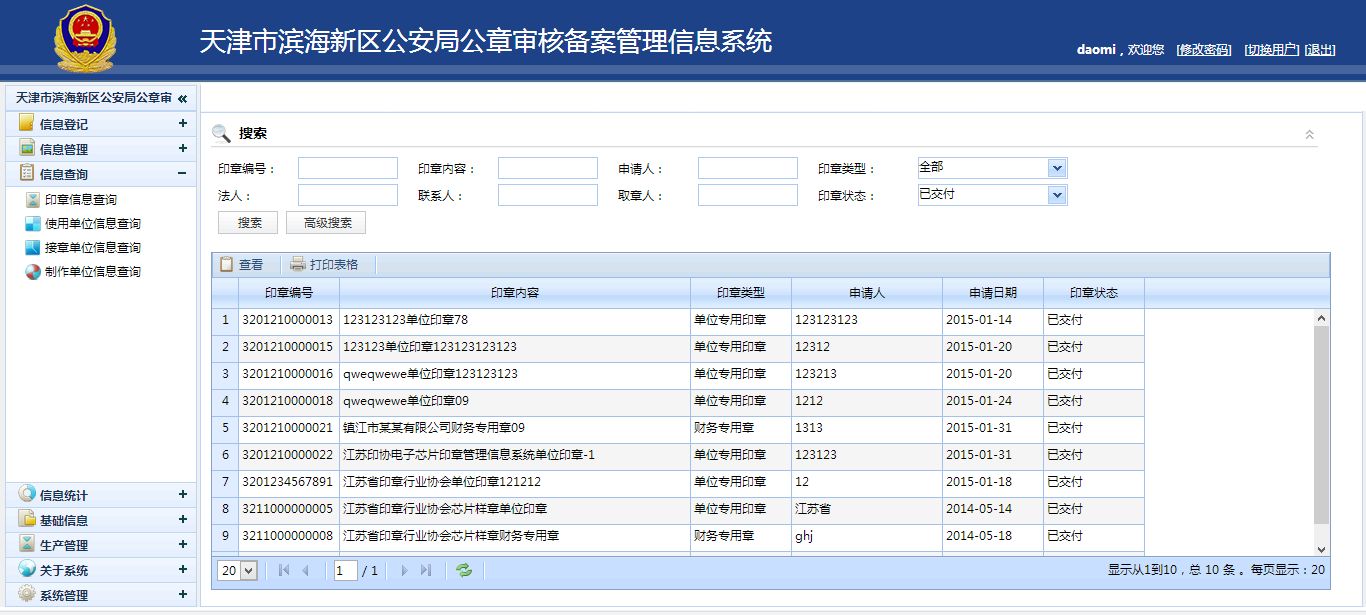 天津市滨海新区公安局公章审核备案管理信息系统
daomi，欢迎您 [修改密码] [切换用户] [退出]
天津市滨海新区公安局公章审 «
信息登记 +
信息管理 +
信息查询 −
印章信息查询
使用单位信息查询
接章单位信息查询
制作单位信息查询
信息统计 +
基础信息 +
生产管理 +
关于系统 +
系统管理 +
搜索
印章编号： 印章内容： 申请人： 印章类型： 全部
法人： 联系人： 取章人： 印章状态： 已交付
搜索 高级搜索
查看 打印表格
印章编号 印章内容 印章类型 申请人 申请日期 印章状态
1 3201210000013 123123123单位印章78 单位专用印章 123123123 2015-01-14 已交付
2 3201210000015 123123单位印章123123123123 单位专用印章 12312 2015-01-20 已交付
3 3201210000016 qweqwewe单位印章123123123 单位专用印章 123213 2015-01-20 已交付
4 3201210000018 qweqwewe单位印章09 单位专用印章 1212 2015-01-24 已交付
5 3201210000021 镇江市某某有限公司财务专用章09 财务专用章 1313 2015-01-31 已交付
6 3201210000022 江苏印协电子芯片印章管理信息系统单位印章-1 单位专用印章 123123 2015-01-31 已交付
7 3201234567891 江苏省印章行业协会单位印章121212 单位专用印章 12 2015-01-18 已交付
8 3211000000005 江苏省印章行业协会芯片样章单位印章 单位专用印章 江苏省 2014-05-14 已交付
9 3211000000008 江苏省印章行业协会芯片样章财务专用章 财务专用章 ghj 2014-05-18 已交付
20 1 / 1 显示从1到10，总 10 条 。每页显示：20